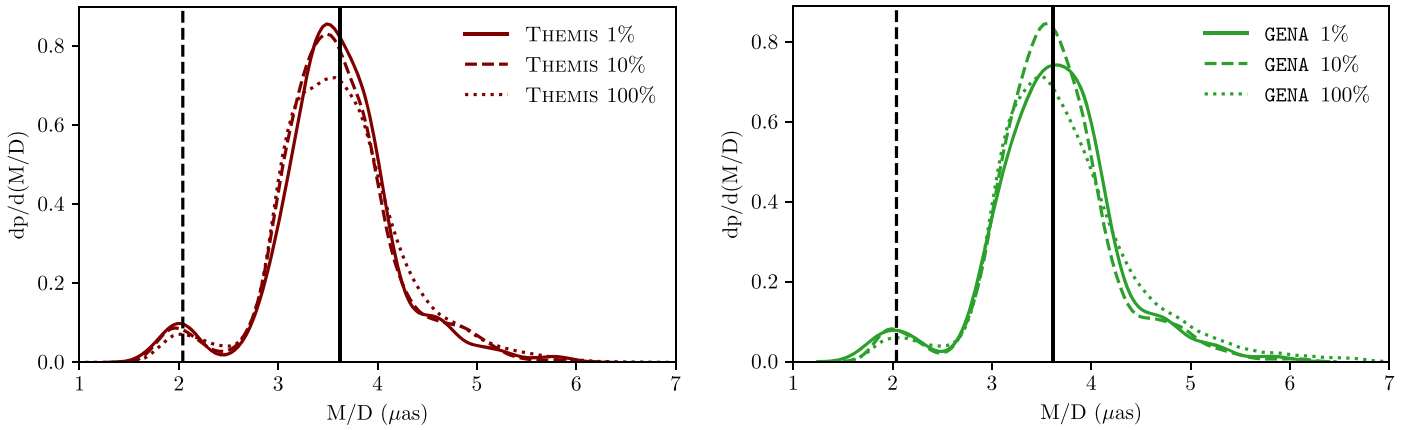 THEMIS 1%
THEMIS 10%
THEMIS 100%
0.8
0.6
0.4
0.2
0.0
dp/d(M/D)
1 2 3 4 5 6 7
M/D (μas)
GENA 1%
GENA 10%
GENA 100%
0.8
0.6
0.4
0.2
0.0
dp/d(M/D)
1 2 3 4 5 6 7
M/D (μas)